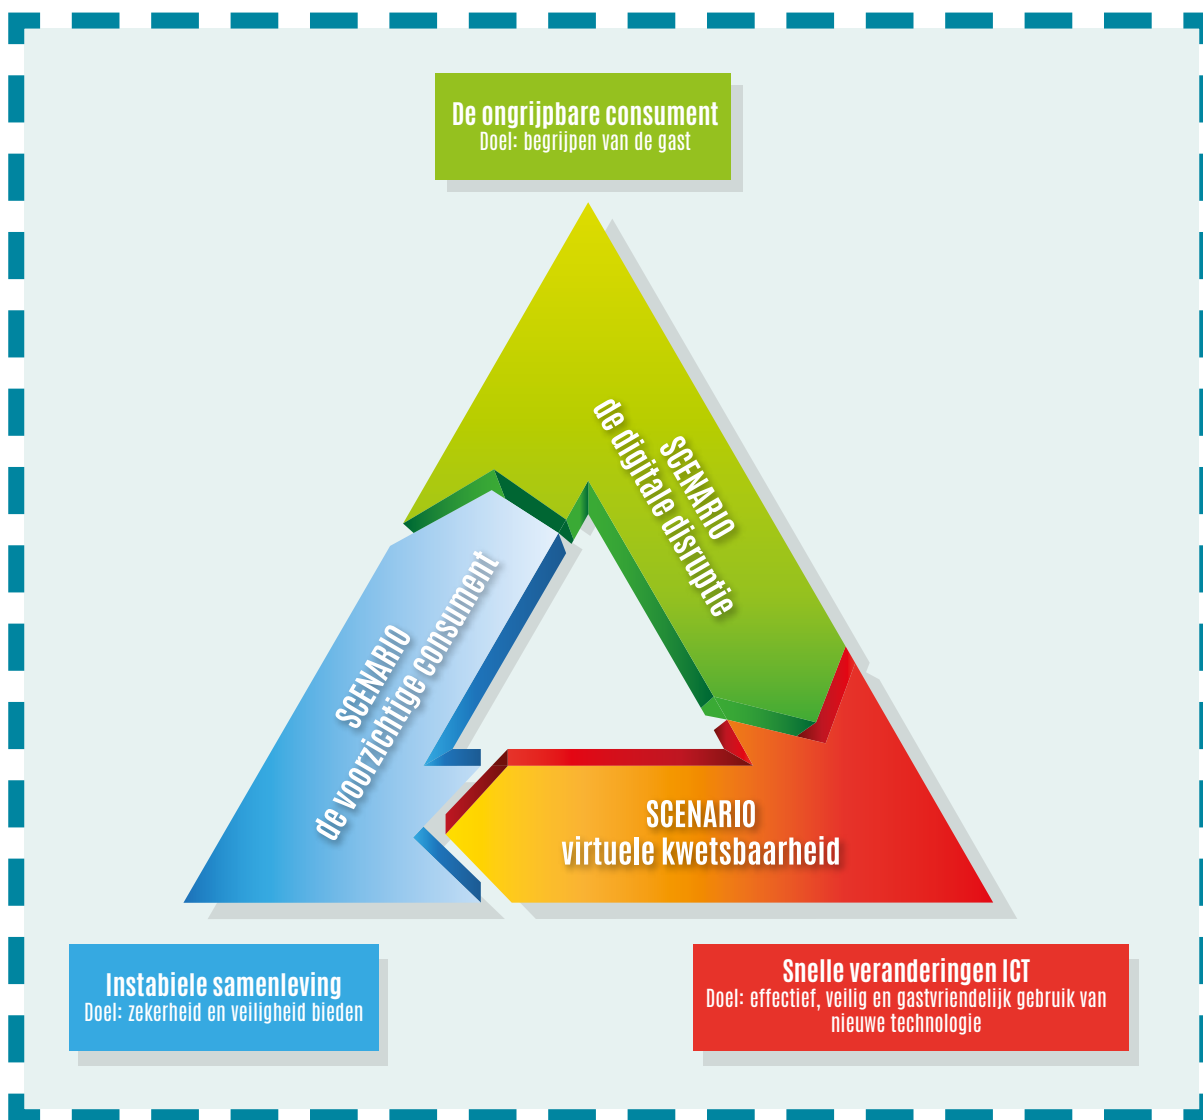 De ongrijpbare consument
Doel: begrijpen van de gast
SCENARIO
de digitale disruptie
SCENARIO
de voorzichtige consument
SCENARIO
virtuele kwetsbaarheid
Instabiele samenleving
Doel: zekerheid en veiligheid bieden
Snelle veranderingen ICT
Doel: effectief, veilig en gastvriendelijk gebruik van
nieuwe technologie